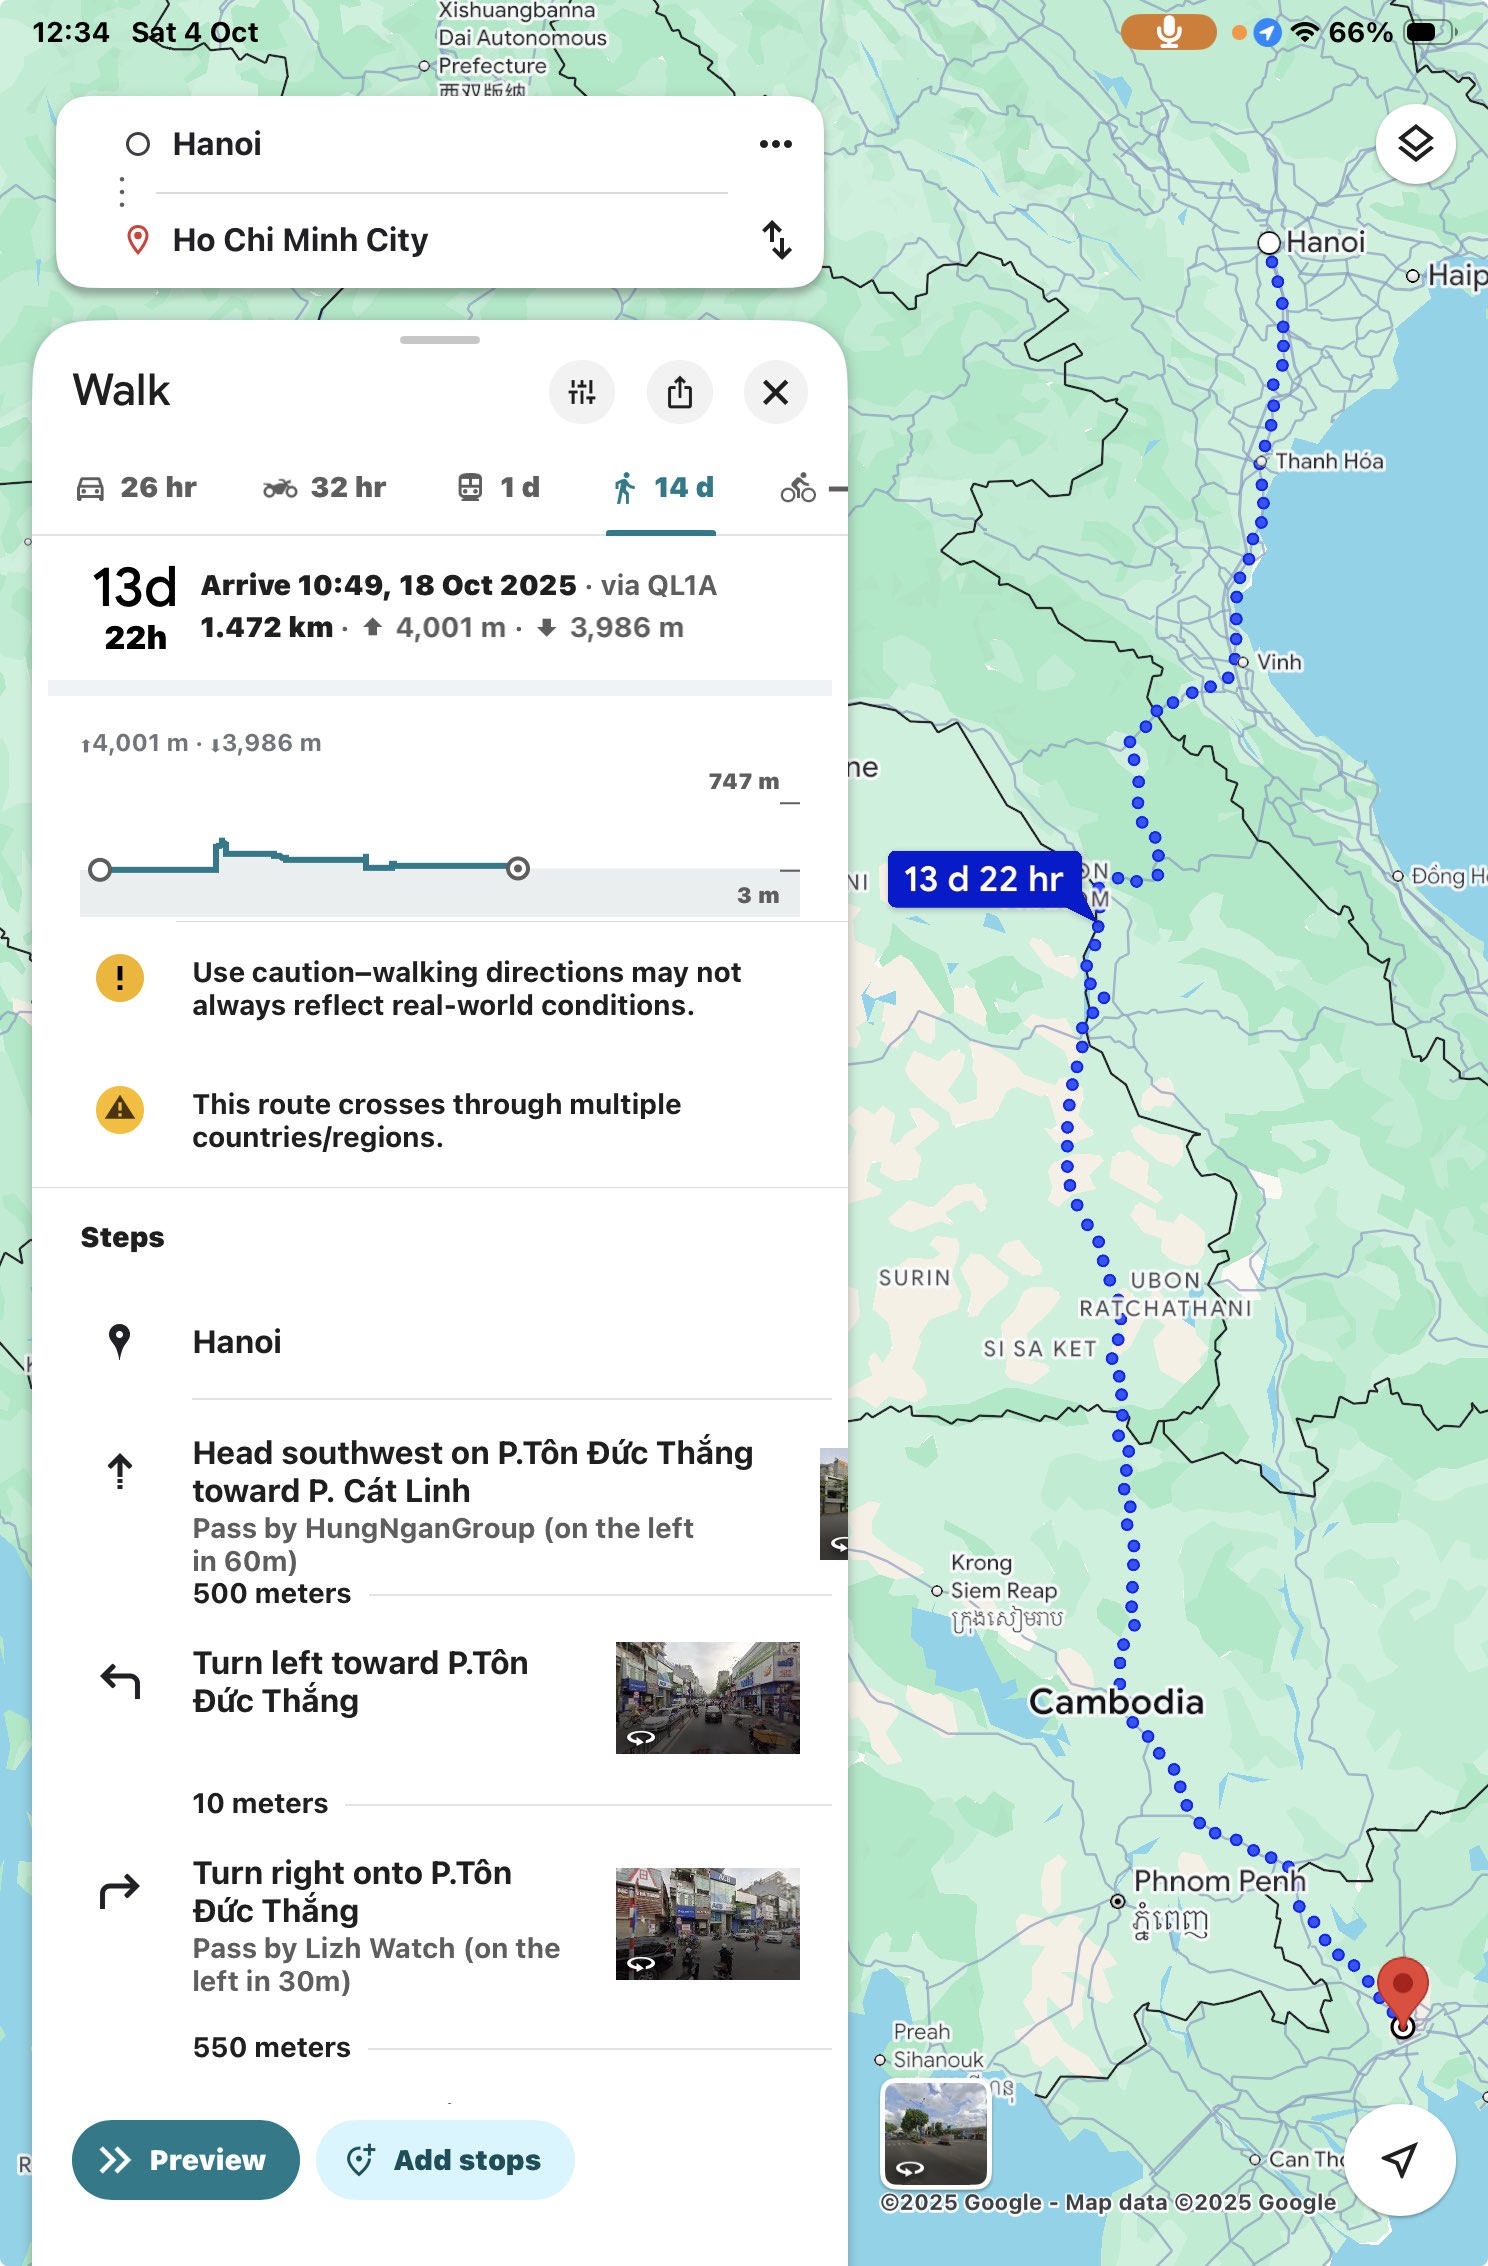 Xishuangbanna
Dai Autonomous
Prefecture
西双版纳
12:34 Sat 4 Oct
66%
Hanoi
Ho Chi Minh City
Walk
26 hr
32 hr
1 d
14 d
13d
22h
Arrive 10:49, 18 Oct 2025 · via QL1A
1.472 km · 4,001 m · 3,986 m
4,001 m · 3,986 m
747 m
3 m
Use caution–walking directions may not
always reflect real-world conditions.
This route crosses through multiple
countries/regions.
Steps
Hanoi
Head southwest on P.Tôn Đức Thắng
toward P. Cát Linh
Pass by HungNganGroup (on the left
in 60m)
500 meters
Turn left toward P.Tôn
Đức Thắng
10 meters
Turn right onto P.Tôn
Đức Thắng
Pass by Lizh Watch (on the
left in 30m)
550 meters
Preview
Add stops
Hanoi
Haip
Thanh Hóa
Vinh
ne
Đồng H
13 d 22 hr
NI
SURIN
UBON
RATCHATHANI
SI SA KET
Krong
Siem Reap
ក្រុងសៀមរាប
Cambodia
Phnom Penh
ភ្នំពេញ
Preah
Sihanouk
Can Th
©2025 Google - Map data ©2025 Google